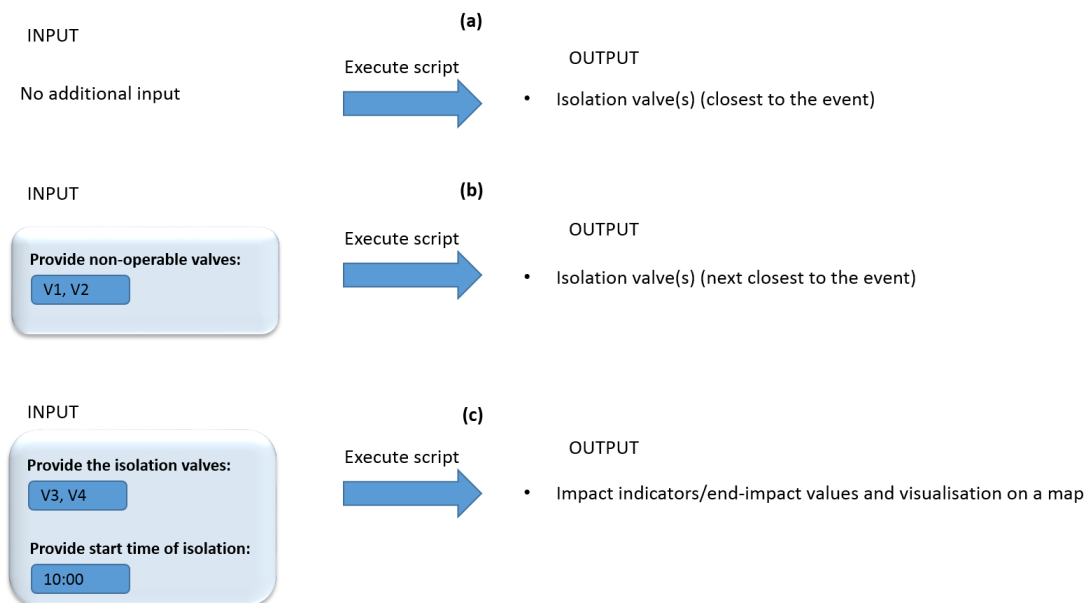 (a)
INPUT
Execute script
OUTPUT
No additional input
• Isolation valve(s) (closest to the event)
(b)
INPUT
Execute script
OUTPUT
Provide non-operable valves:
V1, V2
• Isolation valve(s) (next closest to the event)
(c)
INPUT
Execute script
OUTPUT
Provide the isolation valves:
V3, V4
• Impact indicators/end-impact values and visualisation on a map
Provide start time of isolation:
10:00